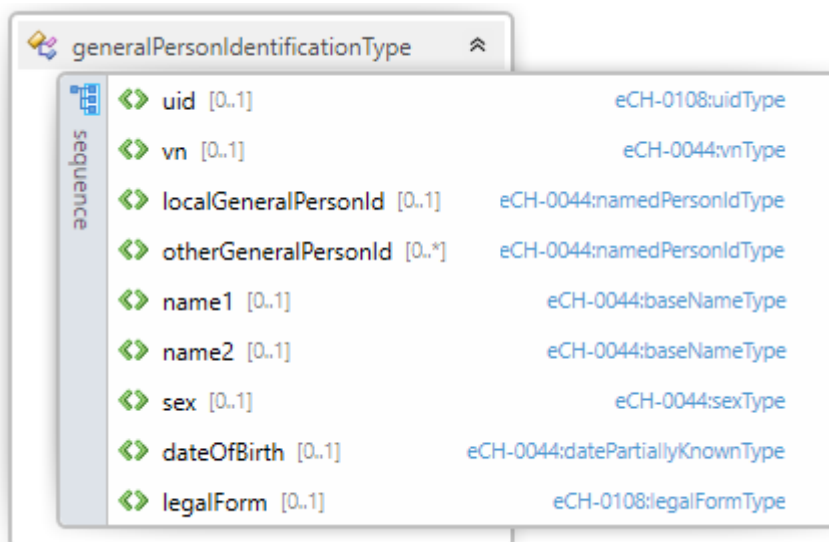 generalPersonIdentificationType
sequence
uid [0..1] eCH-0108:uidType
vn [0..1] eCH-0044:vnType
localGeneralPersonId [0..1] eCH-0044:namedPersonIdType
otherGeneralPersonId [0..*] eCH-0044:namedPersonIdType
name1 [0..1] eCH-0044:baseNameType
name2 [0..1] eCH-0044:baseNameType
sex [0..1] eCH-0044:sexType
dateOfBirth [0..1] eCH-0044:datePartiallyKnownType
legalForm [0..1] eCH-0108:legalFormType